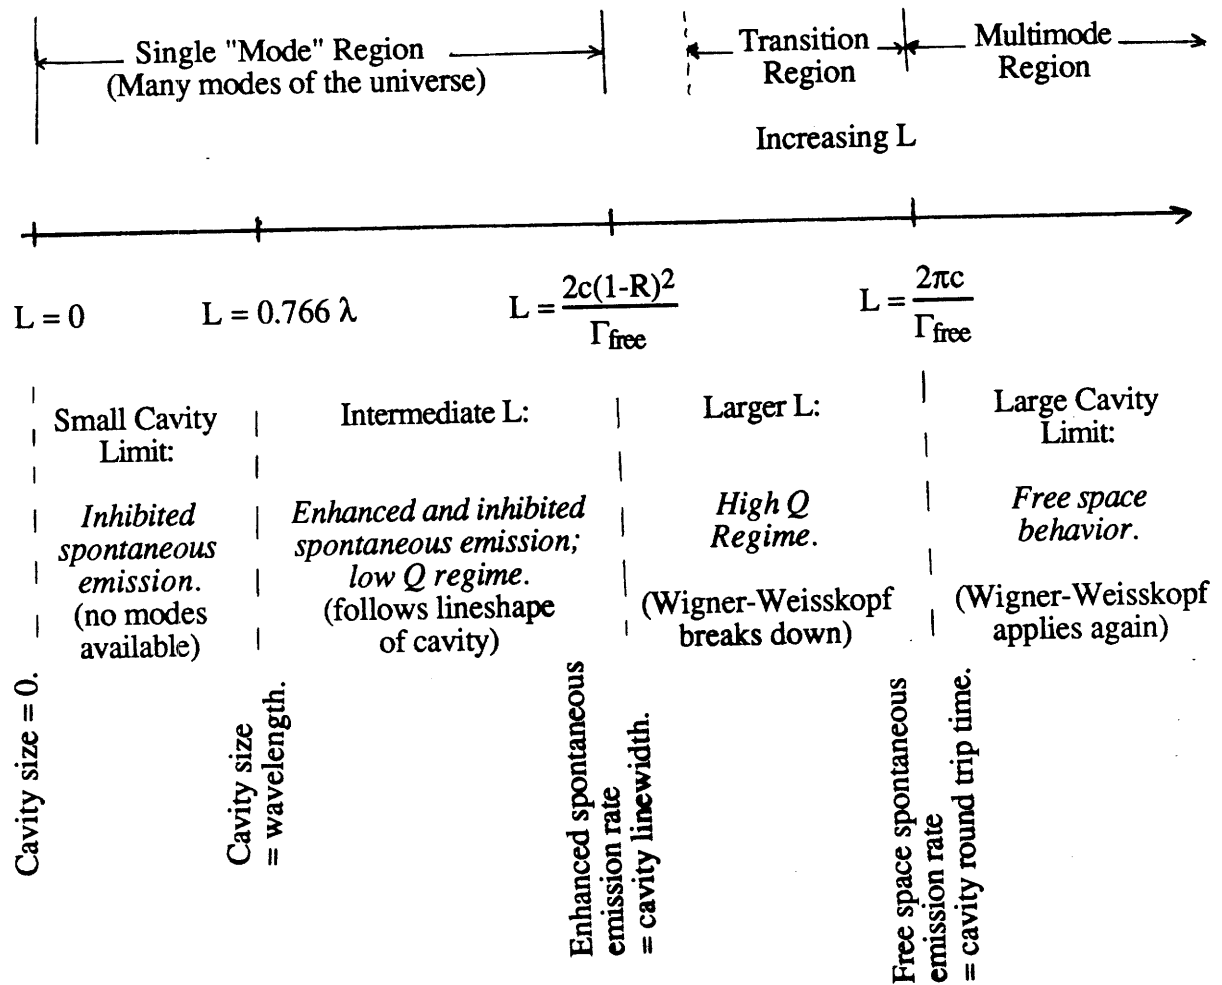 Single "Mode" Region
(Many modes of the universe)
Transition
Region
Multimode
Region
Increasing L
L = 0
L = 0.766 λ
L = 2c(1-R)2 / Γfree
L = 2πc / Γfree
Small Cavity
Limit:
Inhibited
spontaneous
emission.
(no modes
available)
Intermediate L:
Enhanced and inhibited
spontaneous emission;
low Q regime.
(follows lineshape
of cavity)
Larger L:
High Q
Regime.
(Wigner-Weisskopf
breaks down)
Large Cavity
Limit:
Free space
behavior.
(Wigner-Weisskopf
applies again)
Cavity size = 0.
Cavity size
= wavelength.
Enhanced spontaneous
emission rate
= cavity linewidth.
Free space spontaneous
emission rate
= cavity round trip time.